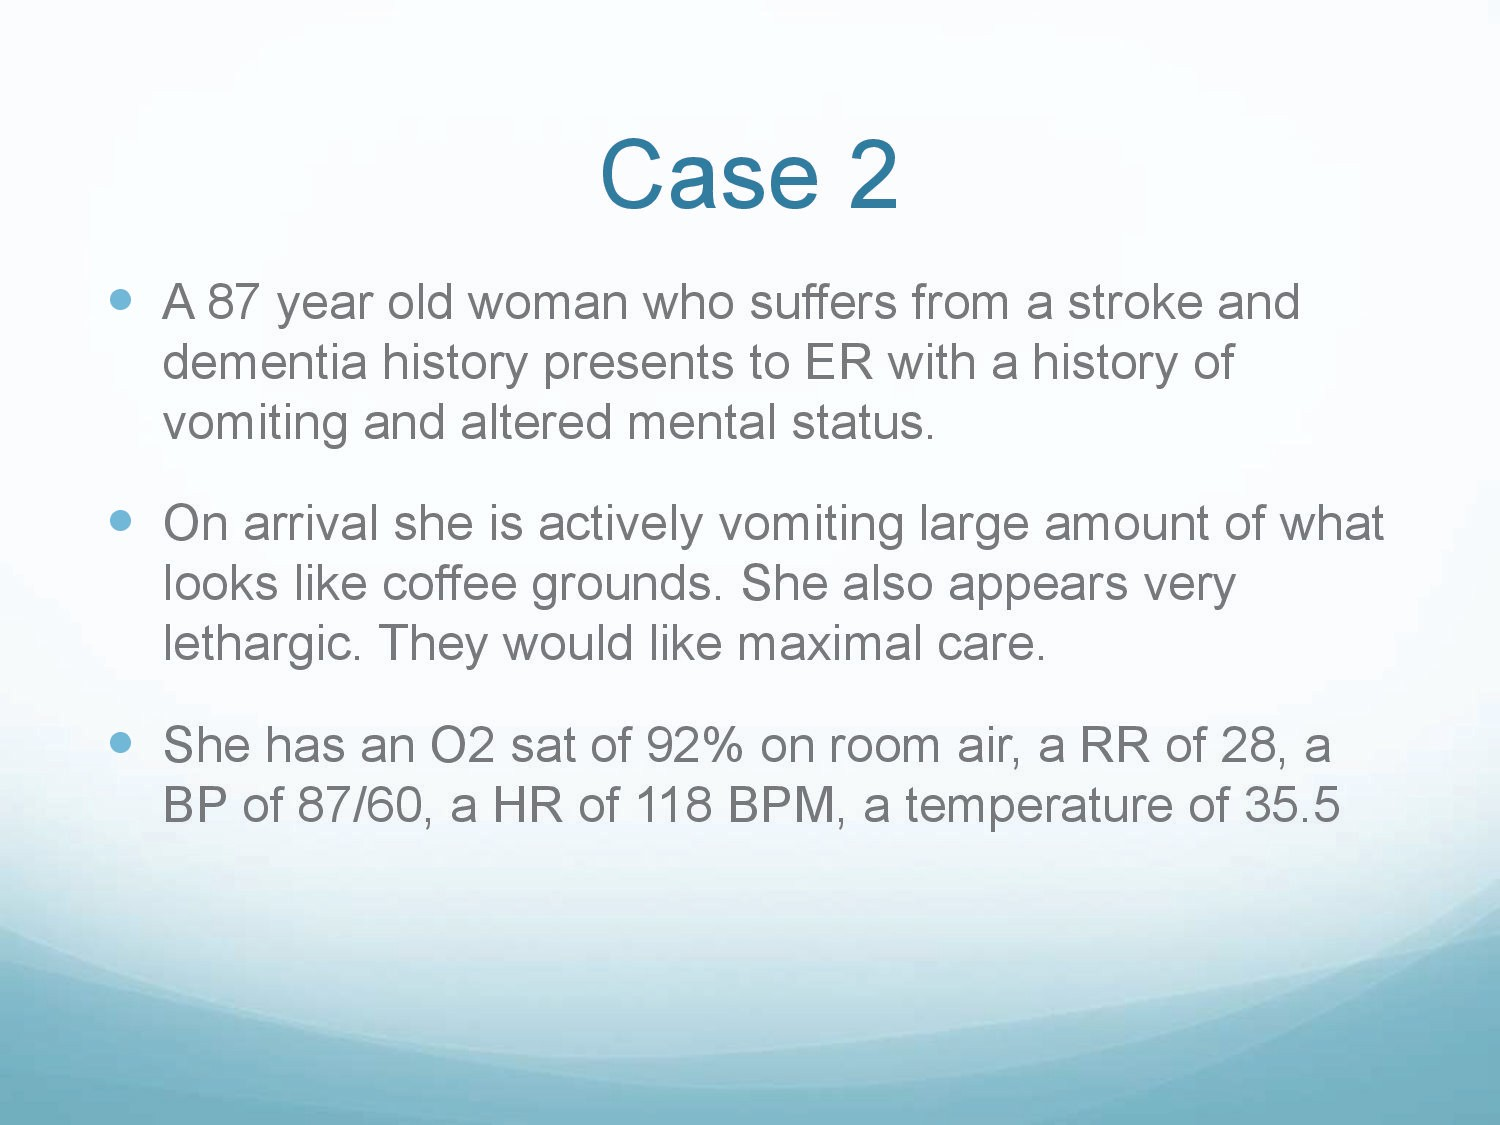 Case 2
A 87 year old woman who suffers from a stroke and
dementia history presents to ER with a history of
vomiting and altered mental status.
On arrival she is actively vomiting large amount of what
looks like coffee grounds. She also appears very
lethargic. They would like maximal care.
She has an O2 sat of 92% on room air, a RR of 28, a
BP of 87/60, a HR of 118 BPM, a temperature of 35.5